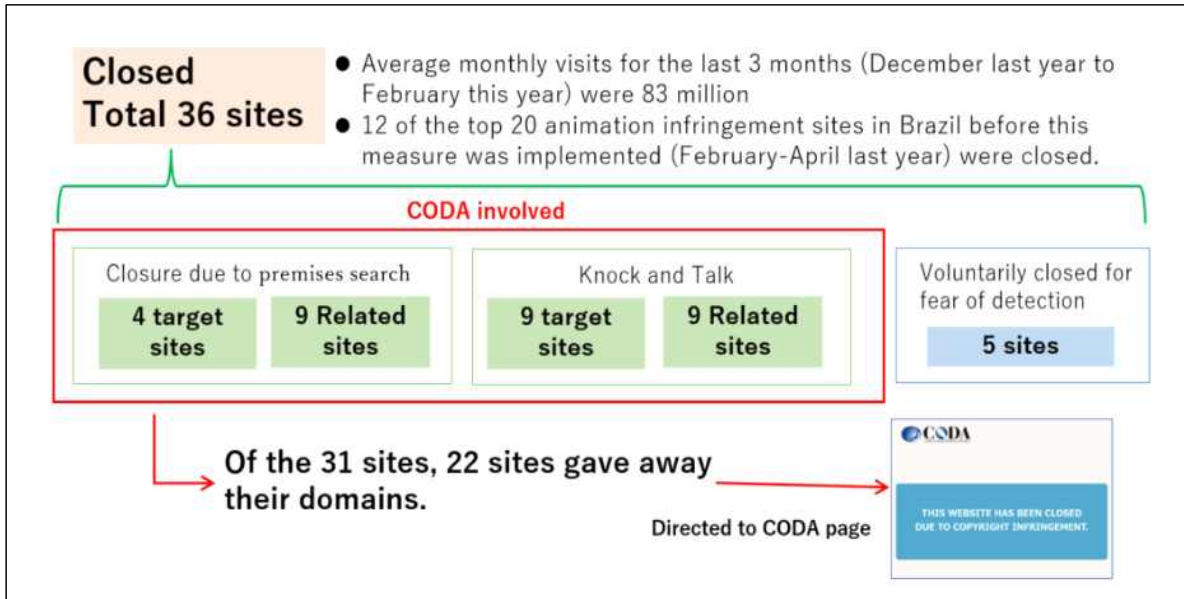 Closed
Total 36 sites
● Average monthly visits for the last 3 months (December last year to
February this year) were 83 million
● 12 of the top 20 animation infringement sites in Brazil before this
measure was implemented (February-April last year) were closed.
CODA involved
Closure due to premises search
4 target
sites
9 Related
sites
Knock and Talk
9 target
sites
9 Related
sites
Voluntarily closed for
fear of detection
5 sites
Of the 31 sites, 22 sites gave away
their domains.
Directed to CODA page
CODA
THIS WEBSITE HAS BEEN CLOSED
DUE TO COPYRIGHT INFRINGEMENT.